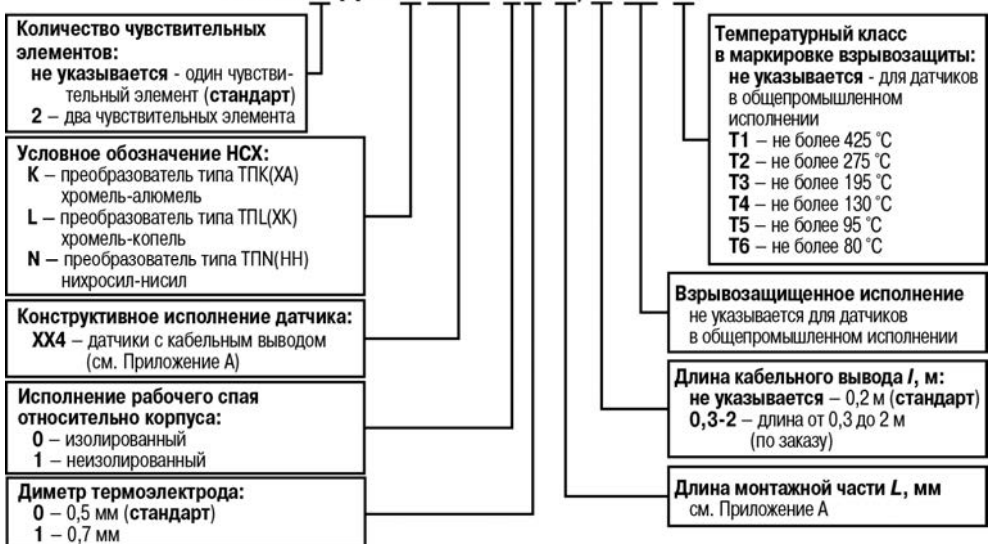 Количество чувствительных
элементов:
не указывается - один чувстви-
тельный элемент (стандарт)
2 – два чувствительных элемента
Условное обозначение НСХ:
K – преобразователь типа ТПK(ХА)
хромель-алюмель
L – преобразователь типа ТПL(ХК)
хромель-копель
N – преобразователь типа ТПN(НН)
нихросил-нисил
Конструктивное исполнение датчика:
XX4 – датчики с кабельным выводом
(см. Приложение А)
Исполнение рабочего спая
относительно корпуса:
0 – изолированный
1 – неизолированный
Диметр термоэлектрода:
0 – 0,5 мм (стандарт)
1 – 0,7 мм
Температурный класс
в маркировке взрывозащиты:
не указывается - для датчиков
в общепромышленном
исполнении
T1 – не более 425 °C
T2 – не более 275 °C
T3 – не более 195 °C
T4 – не более 130 °C
T5 – не более 95 °C
T6 – не более 80 °C
Взрывозащищенное исполнение
не указывается для датчиков
в общепромышленном исполнении
Длина кабельного вывода l, м:
не указывается – 0,2 м (стандарт)
0,3-2 – длина от 0,3 до 2 м
(по заказу)
Длина монтажной части L, мм
см. Приложение А